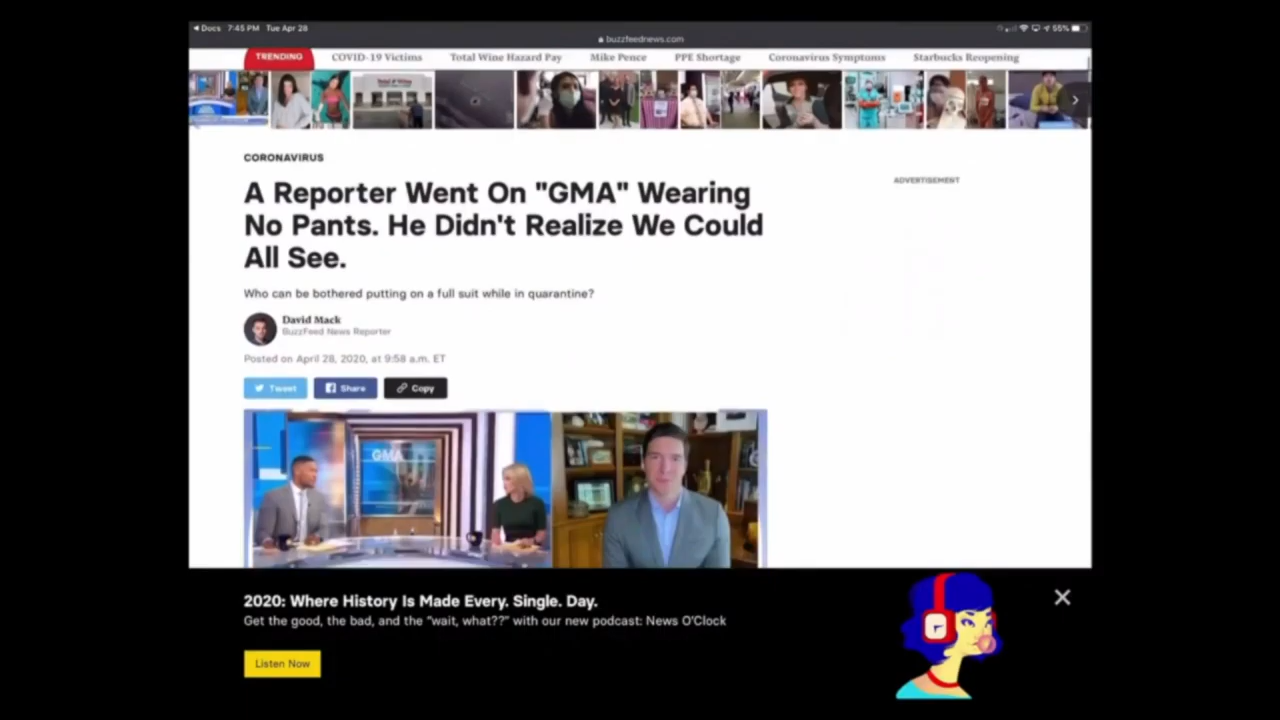 Docs 7:45 PM Tue Apr 28
55%
buzzfeednews.com
TRENDING COVID-19 Victims Total Wine Hazard Pay Mike Pence PPE Shortage Coronavirus Symptoms Starbucks Reopening
CORONAVIRUS
A Reporter Went On "GMA" Wearing
No Pants. He Didn't Realize We Could
All See.
ADVERTISEMENT
Who can be bothered putting on a full suit while in quarantine?
David Mack
BuzzFeed News Reporter
Posted on April 28, 2020, at 9:58 a.m. ET
Tweet Share Copy
GMA
2020: Where History Is Made Every. Single. Day.
Get the good, the bad, and the "wait, what??" with our new podcast: News O'Clock
Listen Now